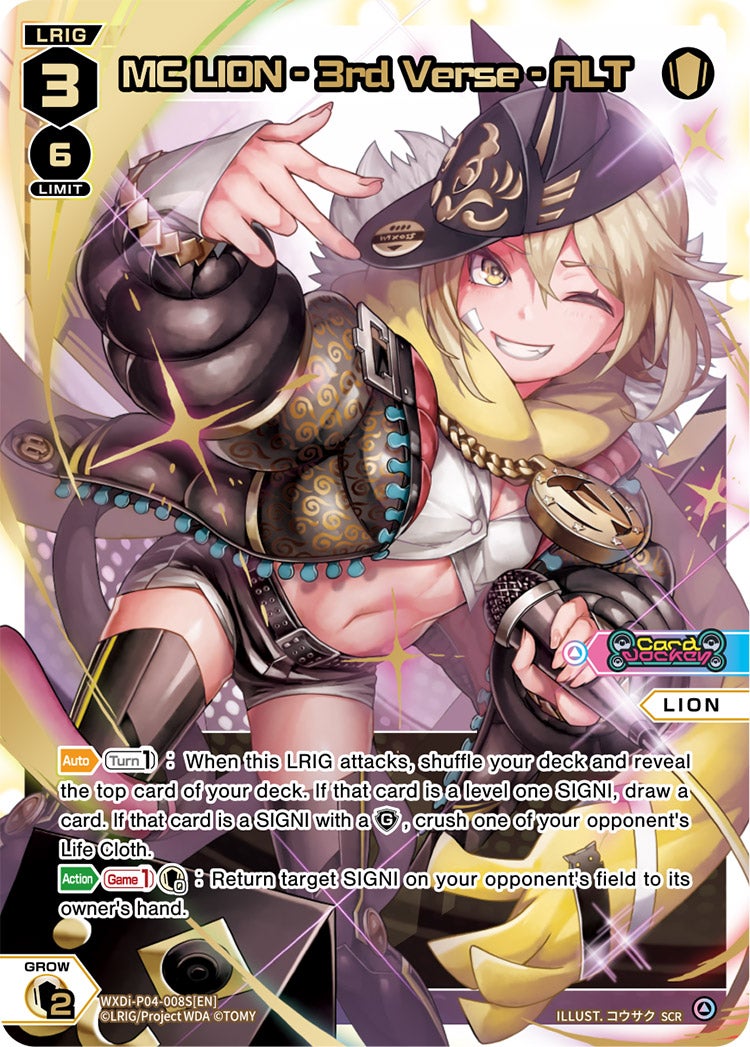 LRIG
3
MC LION - 3rd Verse - ALT
6
LIMIT
Card
Jockey
LION
Auto Turn 1 : When this LRIG attacks, shuffle your deck and reveal
the top card of your deck. If that card is a level one SIGNI, draw a
card. If that card is a SIGNI with a G, crush one of your opponent's
Life Cloth.
Action Game 1 0 : Return target SIGNI on your opponent's field to its
owner's hand.
GROW
2
WXDi-P04-008S[EN]
©LRIG/Project WDA ©TOMY
ILLUST. コウサク SCR